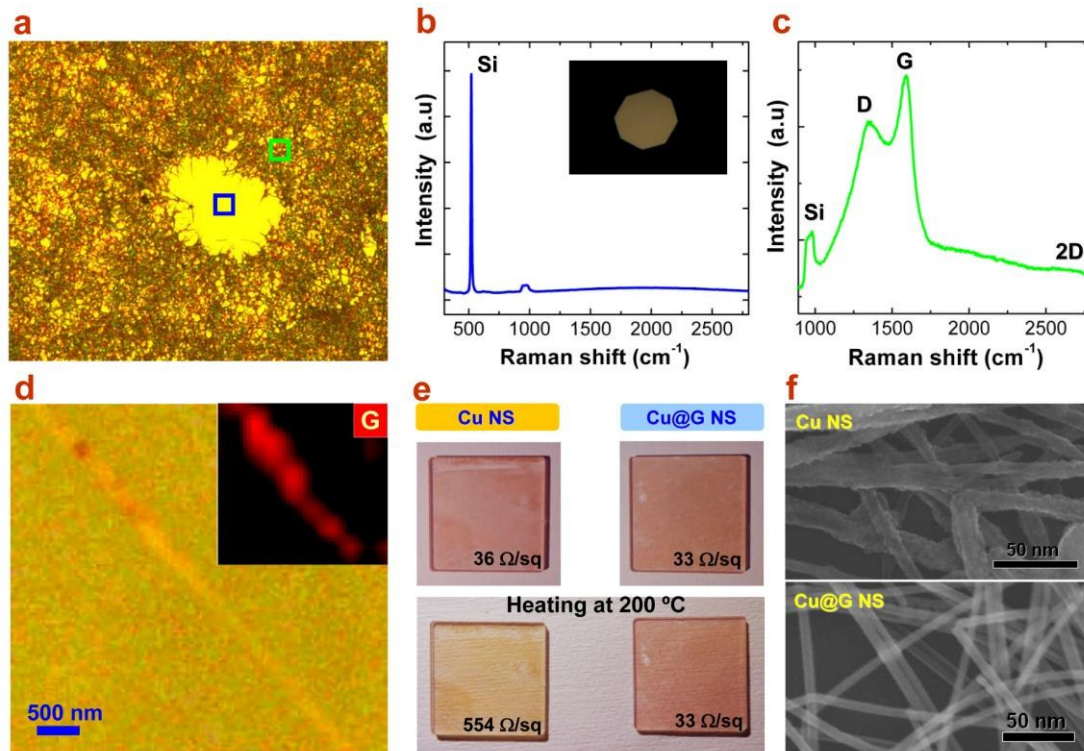 a
b
Si
Intensity (a.u)
500 1000 1500 2000 2500
Raman shift (cm⁻¹)
c
G
D
Si
2D
Intensity (a.u)
1000 1500 2000 2500
Raman shift (cm⁻¹)
d
G
500 nm
e
Cu NS
Cu@G NS
36 Ω/sq
33 Ω/sq
Heating at 200 ºC
554 Ω/sq
33 Ω/sq
f
Cu NS
50 nm
Cu@G NS
50 nm